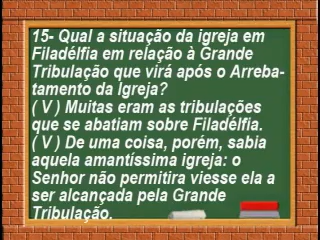 15- Qual a situação da igreja em
Filadélfia em relação à Grande
Tribulação que virá após o Arreba-
tamento da Igreja?
( V ) Muitas eram as tribulações
que se abatiam sobre Filadélfia.
( V ) De uma coisa, porém, sabia
aquela amantíssima igreja: o
Senhor não permitira viesse ela a
ser alcançada pela Grande
Tribulação.